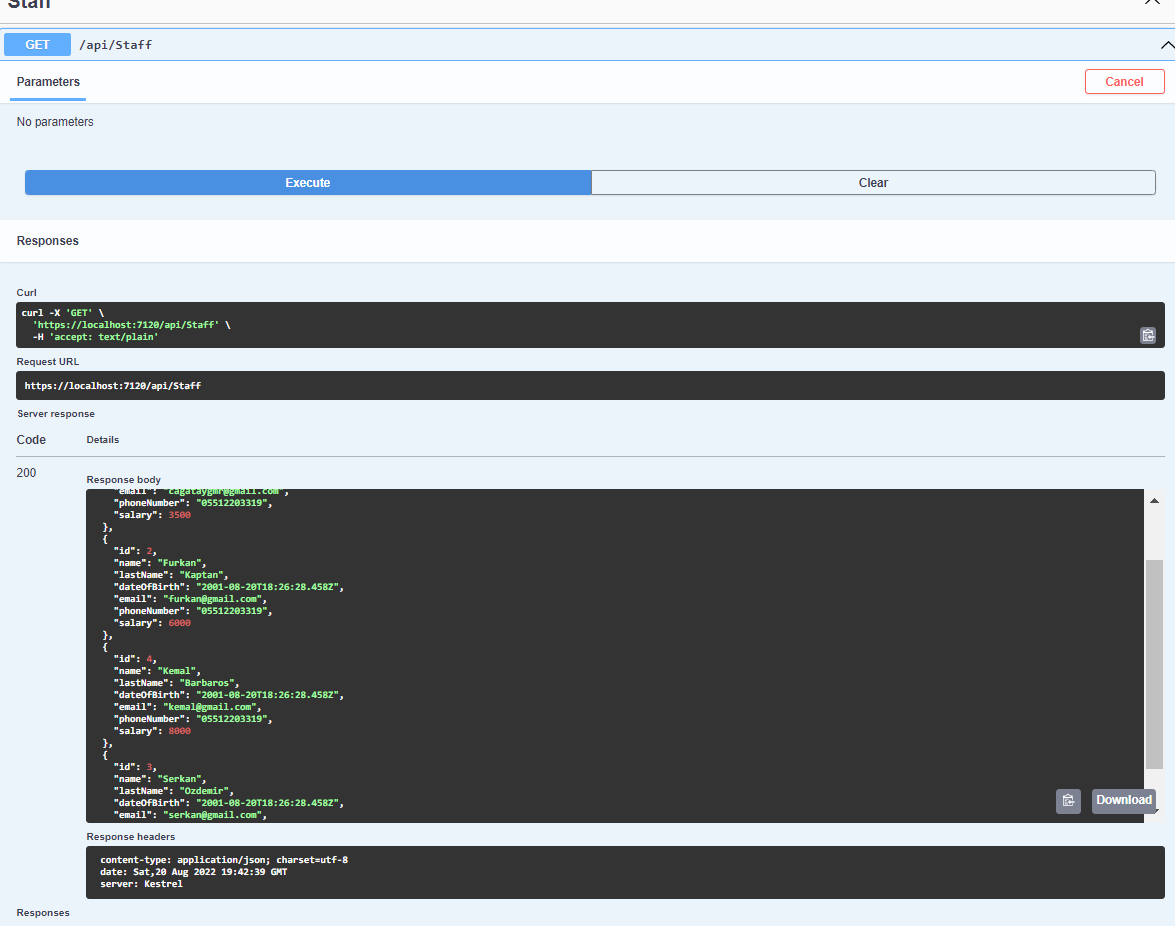 Staff
GET /api/Staff
Parameters
Cancel
No parameters
Execute
Clear
Responses
Curl
curl -X 'GET' \
  'https://localhost:7120/api/Staff' \
  -H 'accept: text/plain'
Request URL
https://localhost:7120/api/Staff
Server response
Code Details
200
Response body
    "email": "cagataygmr@gmail.com",
    "phoneNumber": "05512203319",
    "salary": 3500
  },
  {
    "id": 2,
    "name": "Furkan",
    "lastName": "Kaptan",
    "dateOfBirth": "2001-08-20T18:26:28.458Z",
    "email": "furkan@gmail.com",
    "phoneNumber": "05512203319",
    "salary": 6000
  },
  {
    "id": 4,
    "name": "Kemal",
    "lastName": "Barbaros",
    "dateOfBirth": "2001-08-20T18:26:28.458Z",
    "email": "kemal@gmail.com",
    "phoneNumber": "05512203319",
    "salary": 8000
  },
  {
    "id": 3,
    "name": "Serkan",
    "lastName": "Ozdemir",
    "dateOfBirth": "2001-08-20T18:26:28.458Z",
    "email": "serkan@gmail.com",
Download
Response headers
content-type: application/json; charset=utf-8
date: Sat,20 Aug 2022 19:42:39 GMT
server: Kestrel
Responses